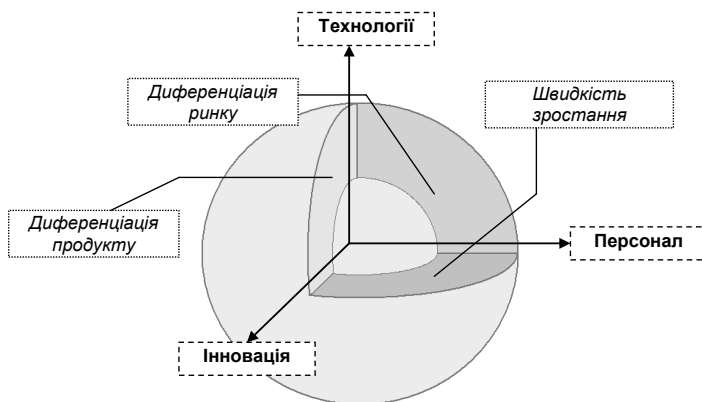 Технології
Диференціація
ринку
Швидкість
зростання
Диференціація
продукту
Персонал
Інновація